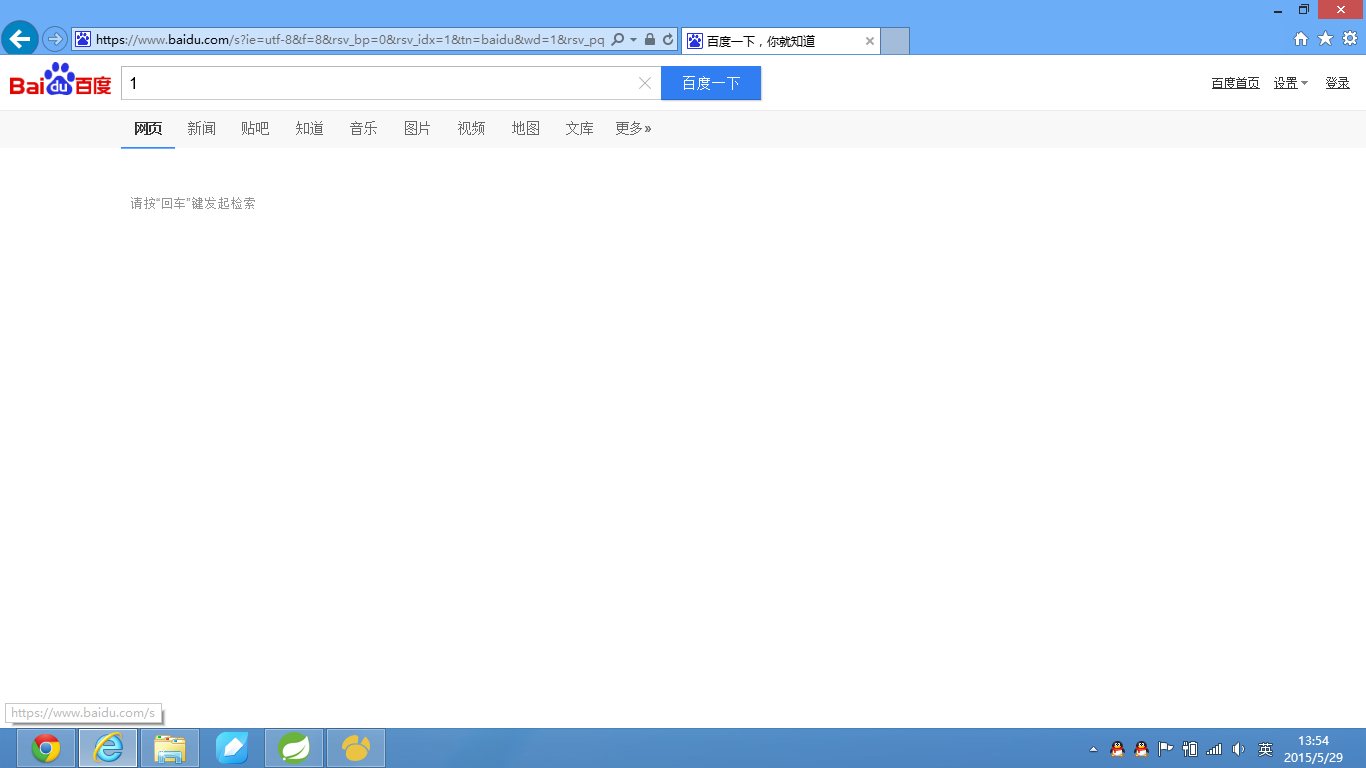 https://www.baidu.com/s?ie=utf-8&f=8&rsv_bp=0&rsv_idx=1&tn=baidu&wd=1&rsv_pq
百度一下，你就知道
Bai du 百度
1
百度一下
百度首页 设置 登录
网页 新闻 贴吧 知道 音乐 图片 视频 地图 文库 更多»
请按“回车”键发起检索
https://www.baidu.com/s
英
13:54
2015/5/29